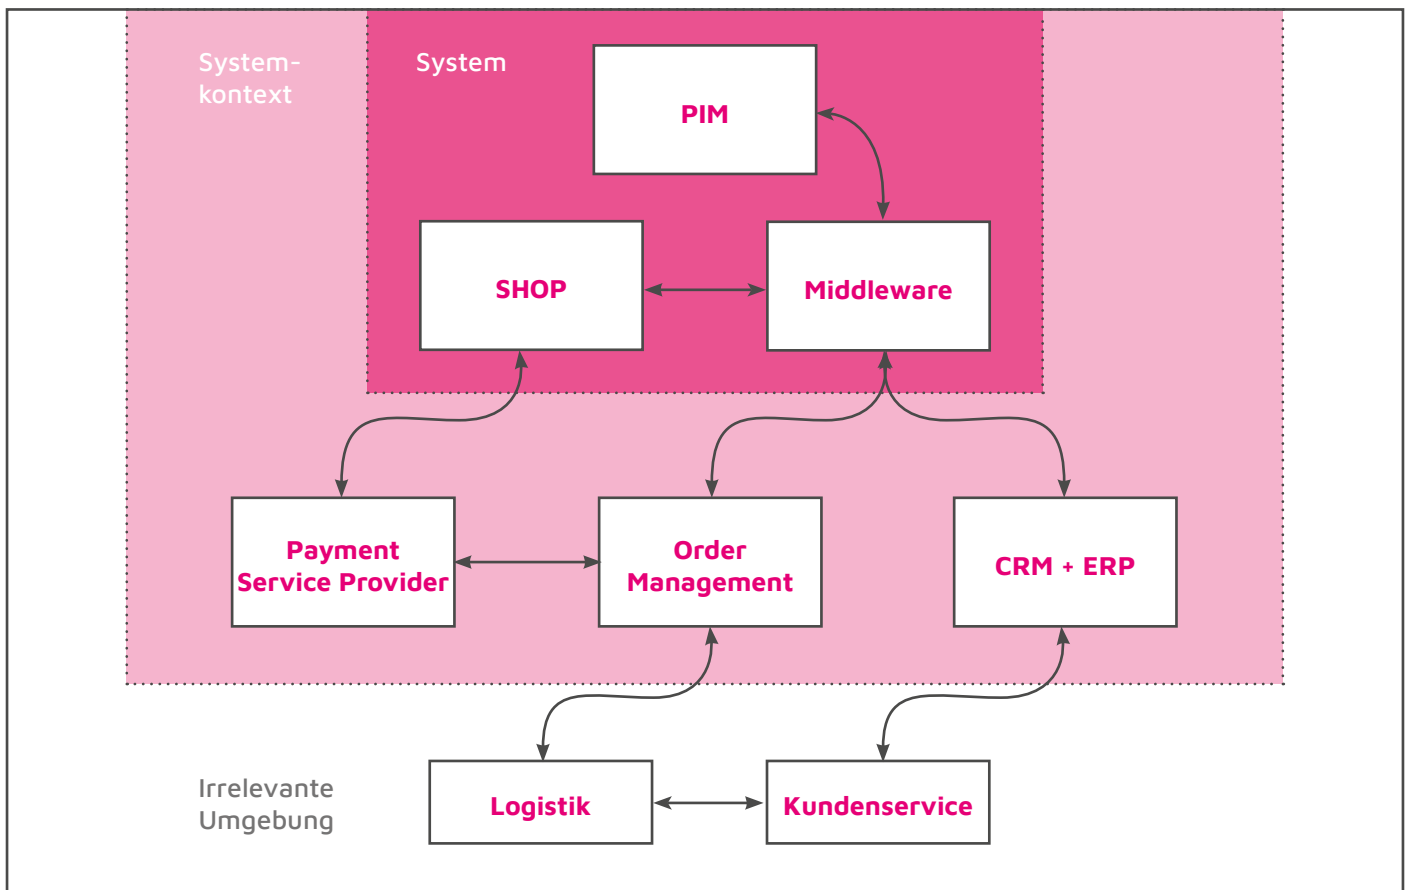 System-
kontext
System
PIM
SHOP
Middleware
Payment
Service Provider
Order
Management
CRM + ERP
Irrelevante
Umgebung
Logistik
Kundenservice